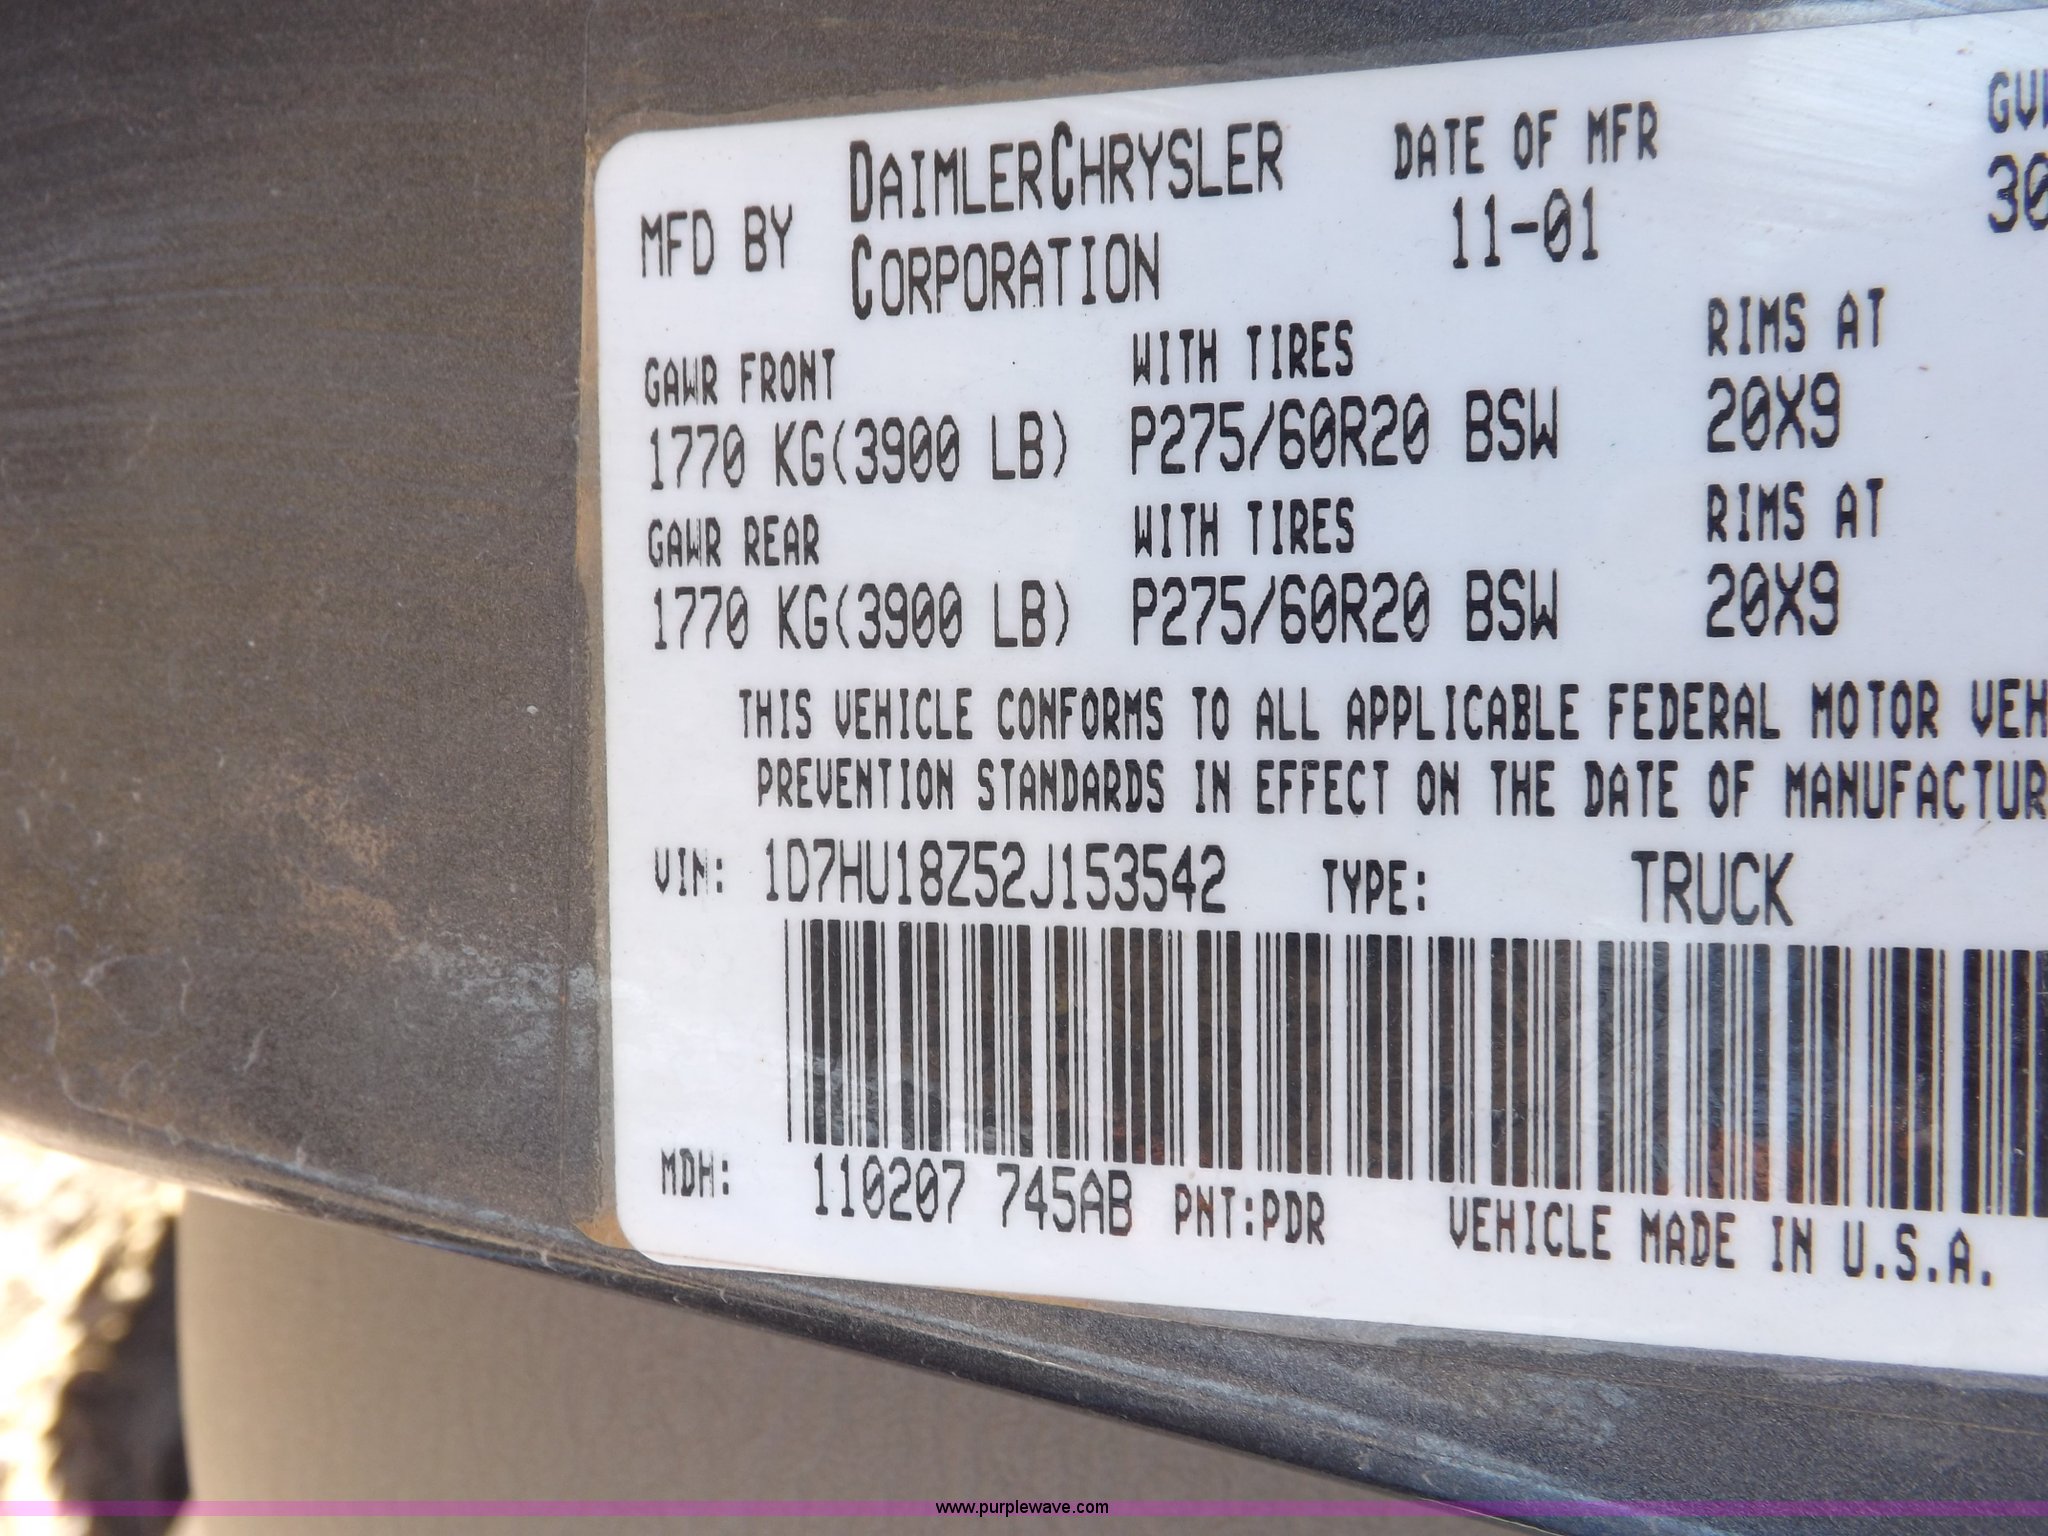 MFD BY DAIMLERCHRYSLER CORPORATION
DATE OF MFR
11-01
GAWR FRONT WITH TIRES RIMS AT
1770 KG(3900 LB) P275/60R20 BSW 20X9
GAWR REAR WITH TIRES RIMS AT
1770 KG(3900 LB) P275/60R20 BSW 20X9
THIS VEHICLE CONFORMS TO ALL APPLICABLE FEDERAL MOTOR VEH
PREVENTION STANDARDS IN EFFECT ON THE DATE OF MANUFACTUR
VIN: 1D7HU18Z52J153542 TYPE: TRUCK
MDH: 110207 745AB PNT:PDR VEHICLE MADE IN U.S.A.
www.purplewave.com